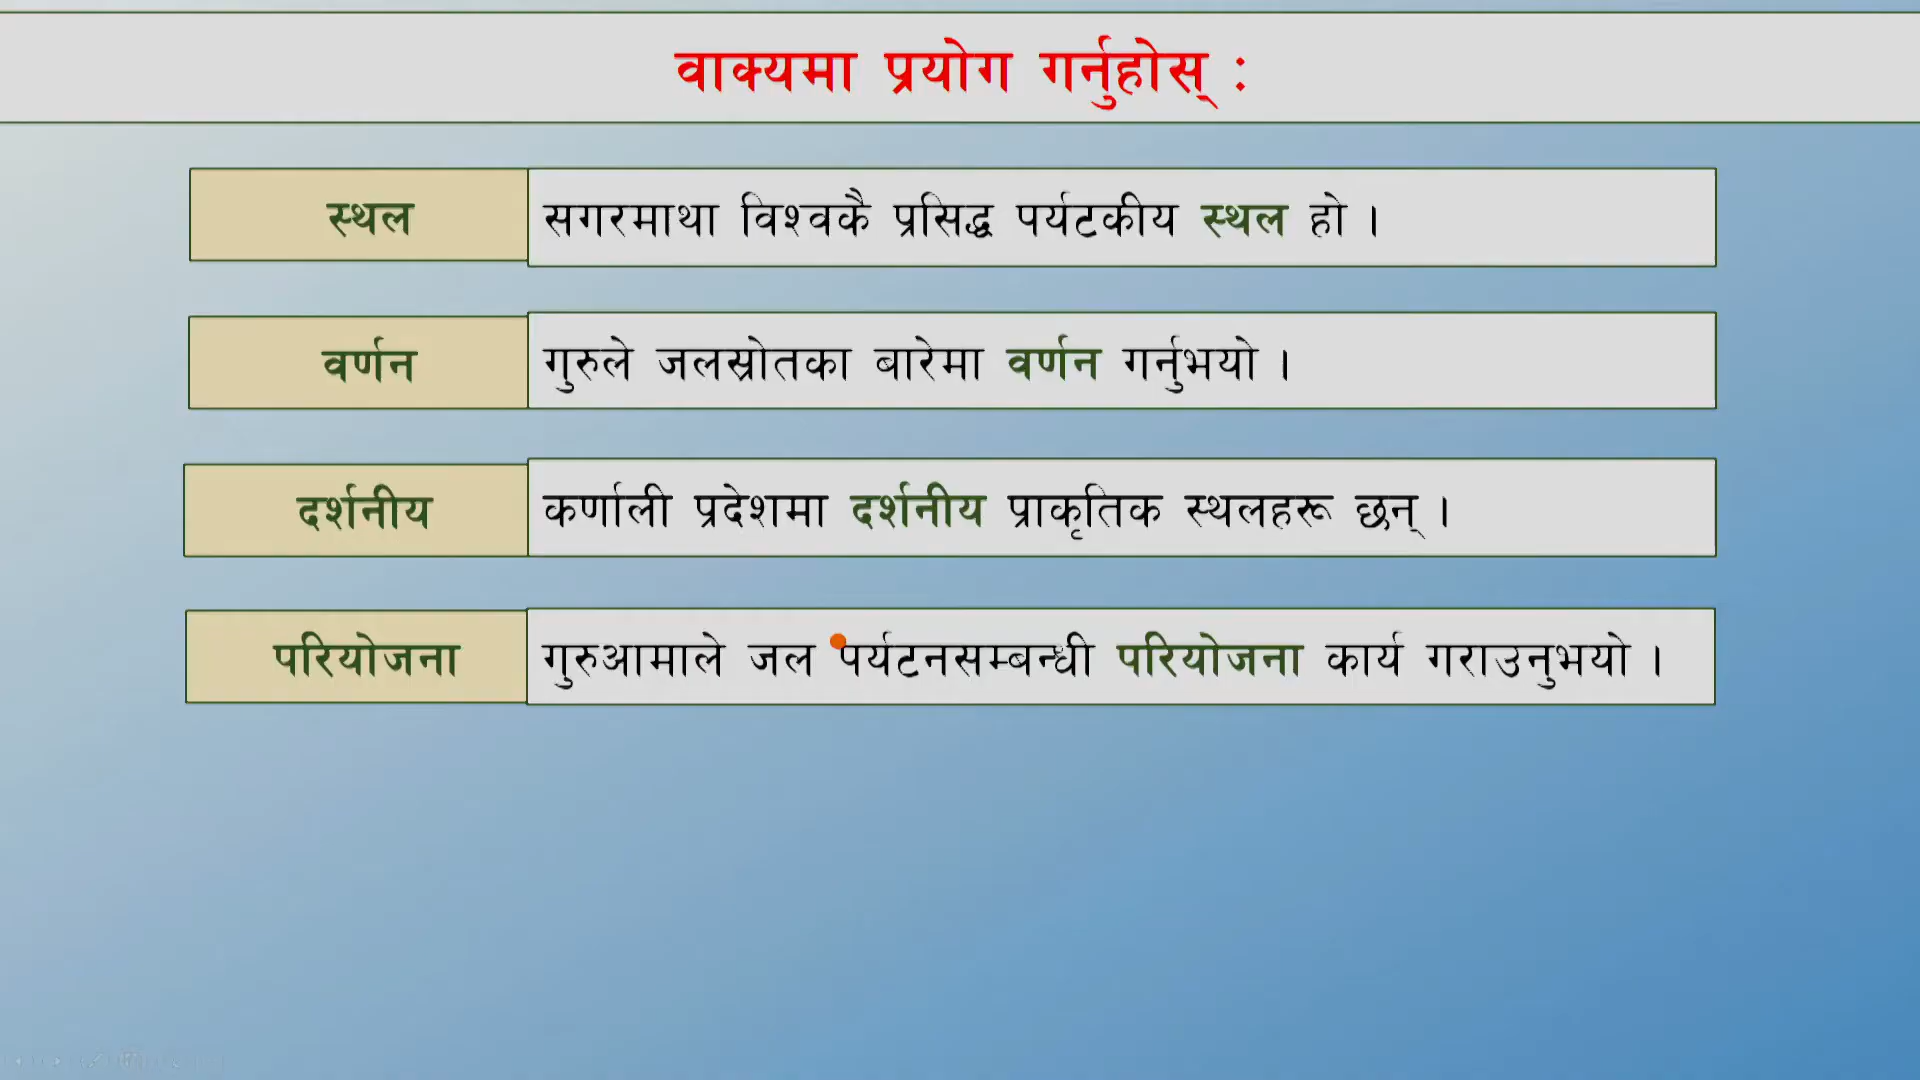 वाक्यमा प्रयोग गर्नुहोस् :
स्थल सगरमाथा विश्वकै प्रसिद्ध पर्यटकीय स्थल हो ।
वर्णन गुरुले जलस्रोतका बारेमा वर्णन गर्नुभयो ।
दर्शनीय कर्णाली प्रदेशमा दर्शनीय प्राकृतिक स्थलहरू छन् ।
परियोजना गुरुआमाले जल पर्यटनसम्बन्धी परियोजना कार्य गराउनुभयो ।